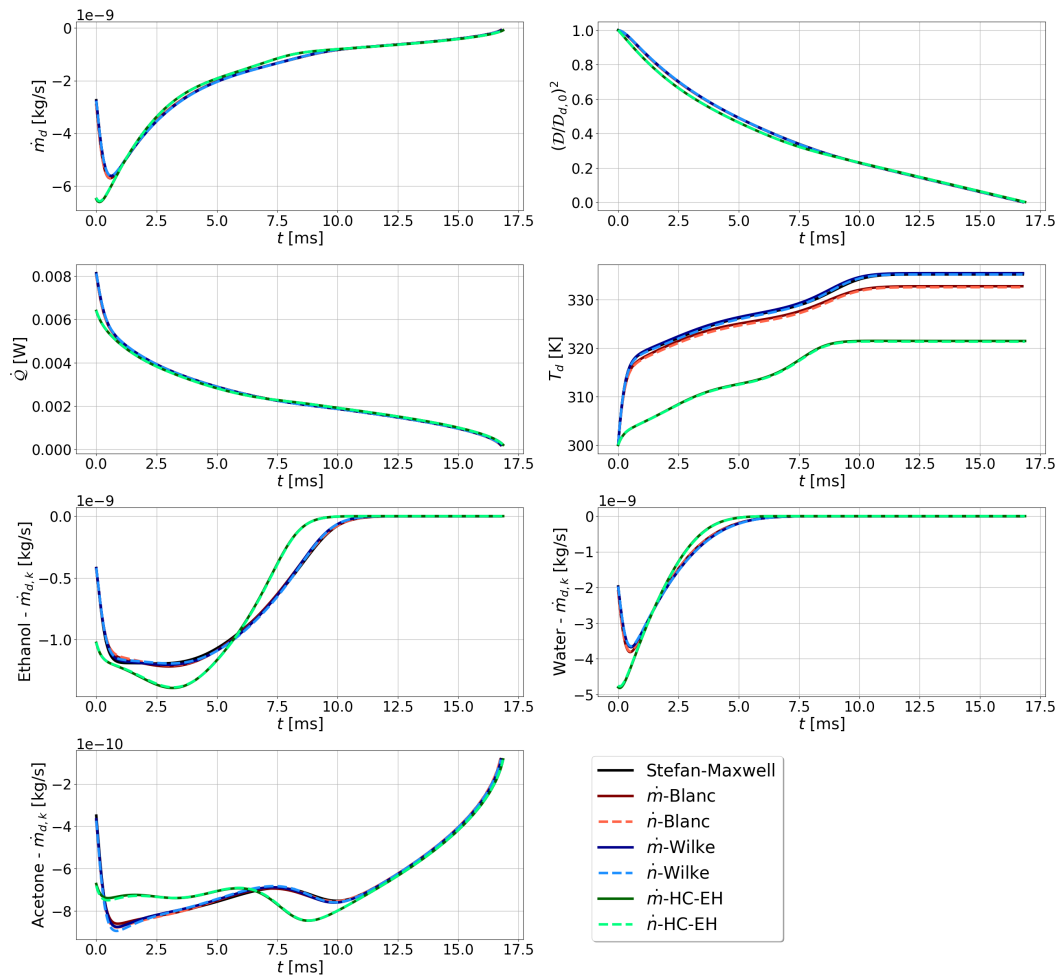 1e−9
0
−2
−4
−6
ṁ_d [kg/s]
0.0 2.5 5.0 7.5 10.0 12.5 15.0 17.5
t [ms]
1.0
0.8
0.6
0.4
0.2
0.0
(D/D_{d,0})²
0.0 2.5 5.0 7.5 10.0 12.5 15.0 17.5
t [ms]
0.008
0.006
0.004
0.002
0.000
Q̇ [W]
0.0 2.5 5.0 7.5 10.0 12.5 15.0 17.5
t [ms]
330
320
310
300
T_d [K]
0.0 2.5 5.0 7.5 10.0 12.5 15.0 17.5
t [ms]
1e−9
0.0
−0.5
−1.0
Ethanol - ṁ_{d,k} [kg/s]
0.0 2.5 5.0 7.5 10.0 12.5 15.0 17.5
t [ms]
1e−9
0
−1
−2
−3
−4
−5
Water - ṁ_{d,k} [kg/s]
0.0 2.5 5.0 7.5 10.0 12.5 15.0 17.5
t [ms]
1e−10
−2
−4
−6
−8
Acetone - ṁ_{d,k} [kg/s]
0.0 2.5 5.0 7.5 10.0 12.5 15.0 17.5
t [ms]
Stefan-Maxwell
ṁ-Blanc
ṅ-Blanc
ṁ-Wilke
ṅ-Wilke
ṁ-HC-EH
ṅ-HC-EH